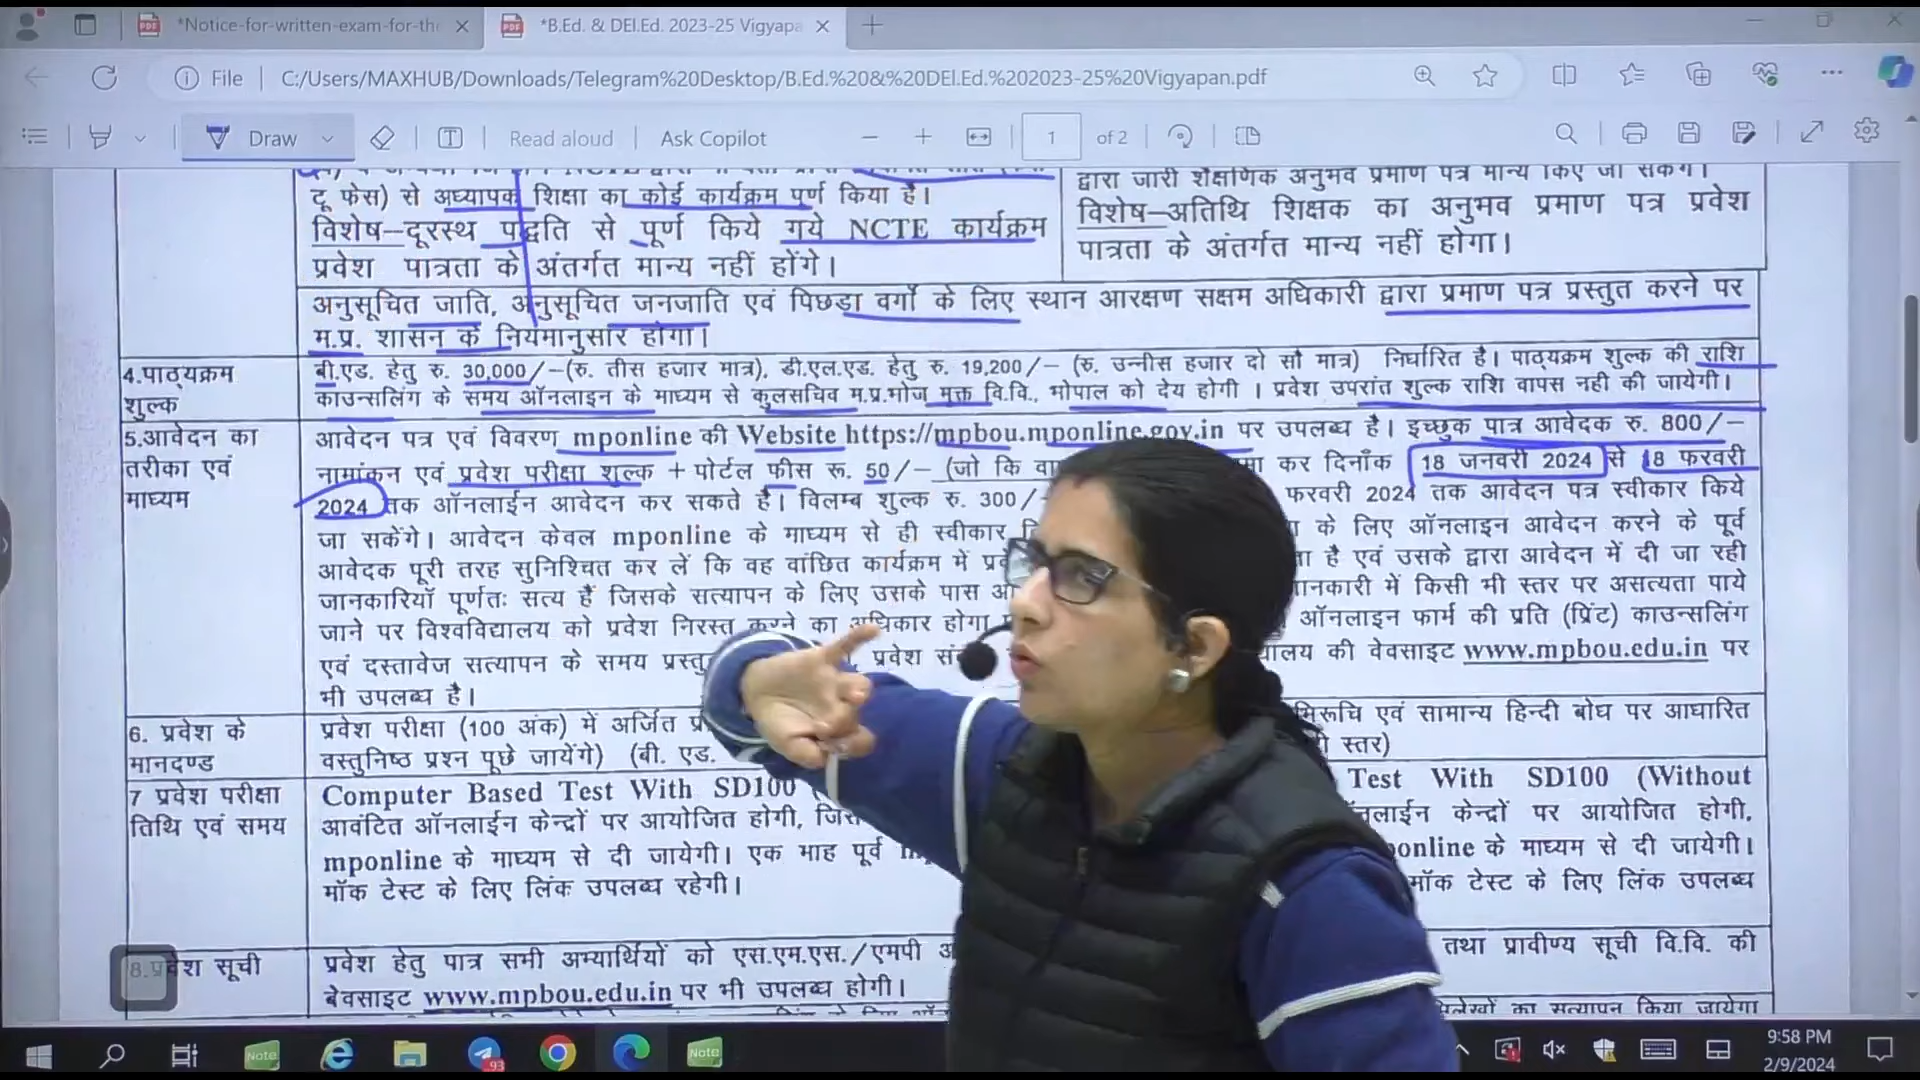 *Notice-for-written-exam-for-the
*B.Ed. & DEl.Ed. 2023-25 Vigyapa
File
C:/Users/MAXHUB/Downloads/Telegram%20Desktop/B.Ed.%20&%20DEl.Ed.%202023-25%20Vigyapan.pdf
Draw
Read aloud
Ask Copilot
1 of 2
टू फेस) से अध्यापक शिक्षा का कोई कार्यक्रम पूर्ण किया है।
विशेष–दूरस्थ पद्धति से पूर्ण किये गये NCTE कार्यक्रम
प्रवेश पात्रता के अंतर्गत मान्य नहीं होंगे।
द्वारा जारी शैक्षणिक अनुभव प्रमाण पत्र मान्य किए जा सकेंगे।
विशेष–अतिथि शिक्षक का अनुभव प्रमाण पत्र प्रवेश
पात्रता के अंतर्गत मान्य नहीं होगा।
अनुसूचित जाति, अनुसूचित जनजाति एवं पिछडा वर्गो के लिए स्थान आरक्षण सक्षम अधिकारी द्वारा प्रमाण पत्र प्रस्तुत करने पर
म.प्र. शासन के नियमानुसार होगा।
4.पाठ्यक्रम
शुल्क
बी.एड. हेतु रु. 30,000/–(रु. तीस हजार मात्र), डी.एल.एड. हेतु रु. 19,200/– (रु. उन्नीस हजार दो सौ मात्र) निर्धारित है। पाठ्यक्रम शुल्क की राशि
काउन्सलिंग के समय ऑनलाइन के माध्यम से कुलसचिव म.प्र.भोज मुक्त वि.वि., भोपाल को देय होगी । प्रवेश उपरांत शुल्क राशि वापस नही की जायेगी।
5.आवेदन का
तरीका एवं
माध्यम
आवेदन पत्र एवं विवरण mponline की Website https://mpbou.mponline.gov.in पर उपलब्ध है। इच्छुक पात्र आवेदक रु. 800/–
नामांकन एवं प्रवेश परीक्षा शुल्क + पोर्टल फीस रू. 50/– (जो कि वा कर दिनाँक 18 जनवरी 2024 से 18 फरवरी
2024 तक ऑनलाईन आवेदन कर सकते है। विलम्ब शुल्क रु. 300/ फरवरी 2024 तक आवेदन पत्र स्वीकार किये
जा सकेंगे। आवेदन केवल mponline के माध्यम से ही स्वीकार के लिए ऑनलाइन आवेदन करने के पूर्व
आवेदक पूरी तरह सुनिश्चित कर लें कि वह वांछित कार्यक्रम में है एवं उसके द्वारा आवेदन में दी जा रही
जानकारियॉ पूर्णतः सत्य हैं जिसके सत्यापन के लिए उसके पास में किसी भी स्तर पर असत्यता पाये
जाने पर विश्वविद्यालय को प्रवेश निरस्त करने का अधिकार होगा ऑनलाइन फार्म की प्रति (प्रिंट) काउन्सलिंग
एवं दस्तावेज सत्यापन के समय प्रवेश की वेवसाइट www.mpbou.edu.in पर
भी उपलब्ध है।
6. प्रवेश के
मानदण्ड
प्रवेश परीक्षा (100 अंक) में अर्जित एवं सामान्य हिन्दी बोघ पर आधारित
वस्तुनिष्ठ प्रश्न पूछे जायेंगे) (बी. एड. स्तर)
7 प्रवेश परीक्षा
तिथि एवं समय
Computer Based Test With SD100
आवंटित ऑनलाईन केन्द्रों पर आयोजित होगी,
mponline के माध्यम से दी जायेगी। एक माह पूर्व
मॉक टेस्ट के लिए लिंक उपलब्ध रहेगी।
Test With SD100 (Without
केन्द्रों पर आयोजित होगी,
के माध्यम से दी जायेगी।
मॉक टेस्ट के लिए लिंक उपलब्ध
8.प्रवेश सूची
प्रवेश हेतु पात्र सभी अभ्यार्थियों को एस.एम.एस./एमपी तथा प्रावीण्य सूची वि.वि. की
बेवसाइट www.mpbou.edu.in पर भी उपलब्ध होगी।
का सत्यापन किया जायेगा
Note
93
Note
9:58 PM
2/9/2024